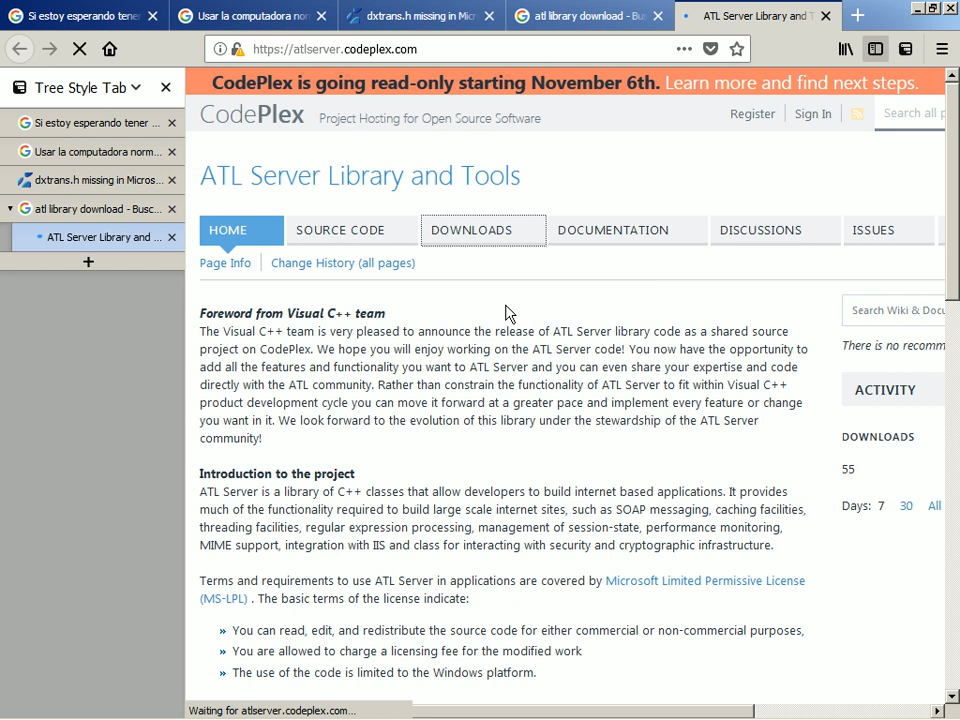 Si estoy esperando tener
Usar la computadora nor
dxtrans.h missing in Micr
atl library download - Bus
ATL Server Library and T
https://atlserver.codeplex.com
Tree Style Tab
Si estoy esperando tener ...
Usar la computadora norm...
dxtrans.h missing in Micros...
atl library download - Busc...
ATL Server Library and ...
CodePlex is going read-only starting November 6th. Learn more and find next steps.
CodePlex Project Hosting for Open Source Software
Register Sign In Search all p
ATL Server Library and Tools
HOME SOURCE CODE DOWNLOADS DOCUMENTATION DISCUSSIONS ISSUES
Page Info Change History (all pages)
Foreword from Visual C++ team
The Visual C++ team is very pleased to announce the release of ATL Server library code as a shared source
project on CodePlex. We hope you will enjoy working on the ATL Server code! You now have the opportunity to
add all the features and functionality you want to ATL Server and you can even share your expertise and code
directly with the ATL community. Rather than constrain the functionality of ATL Server to fit within Visual C++
product development cycle you can move it forward at a greater pace and implement every feature or change
you want in it. We look forward to the evolution of this library under the stewardship of the ATL Server
community!
Introduction to the project
ATL Server is a library of C++ classes that allow developers to build internet based applications. It provides
much of the functionality required to build large scale internet sites, such as SOAP messaging, caching facilities,
threading facilities, regular expression processing, management of session-state, performance monitoring,
MIME support, integration with IIS and class for interacting with security and cryptographic infrastructure.
Terms and requirements to use ATL Server in applications are covered by Microsoft Limited Permissive License
(MS-LPL) . The basic terms of the license indicate:
» You can read, edit, and redistribute the source code for either commercial or non-commercial purposes,
» You are allowed to charge a licensing fee for the modified work
» The use of the code is limited to the Windows platform.
Search Wiki & Docu
There is no recomm
ACTIVITY
DOWNLOADS
55
Days: 7 30 All
Waiting for atlserver.codeplex.com...